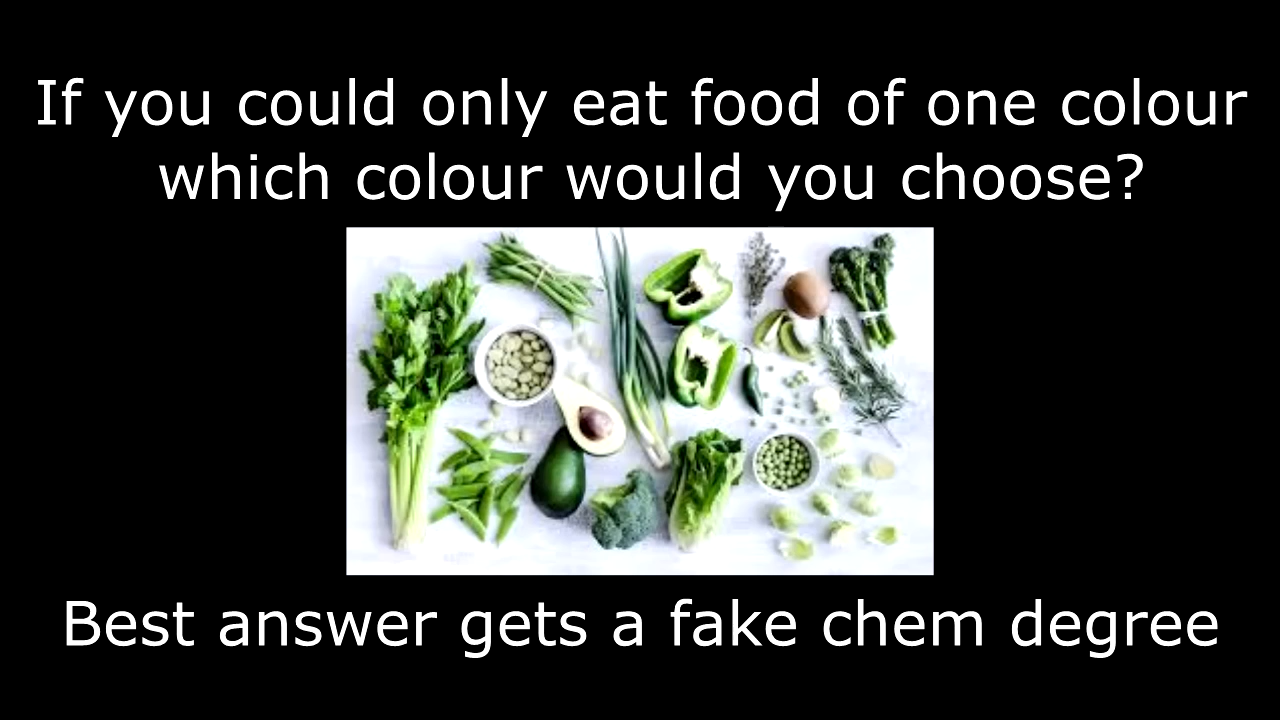 If you could only eat food of one colour
which colour would you choose?
Best answer gets a fake chem degree